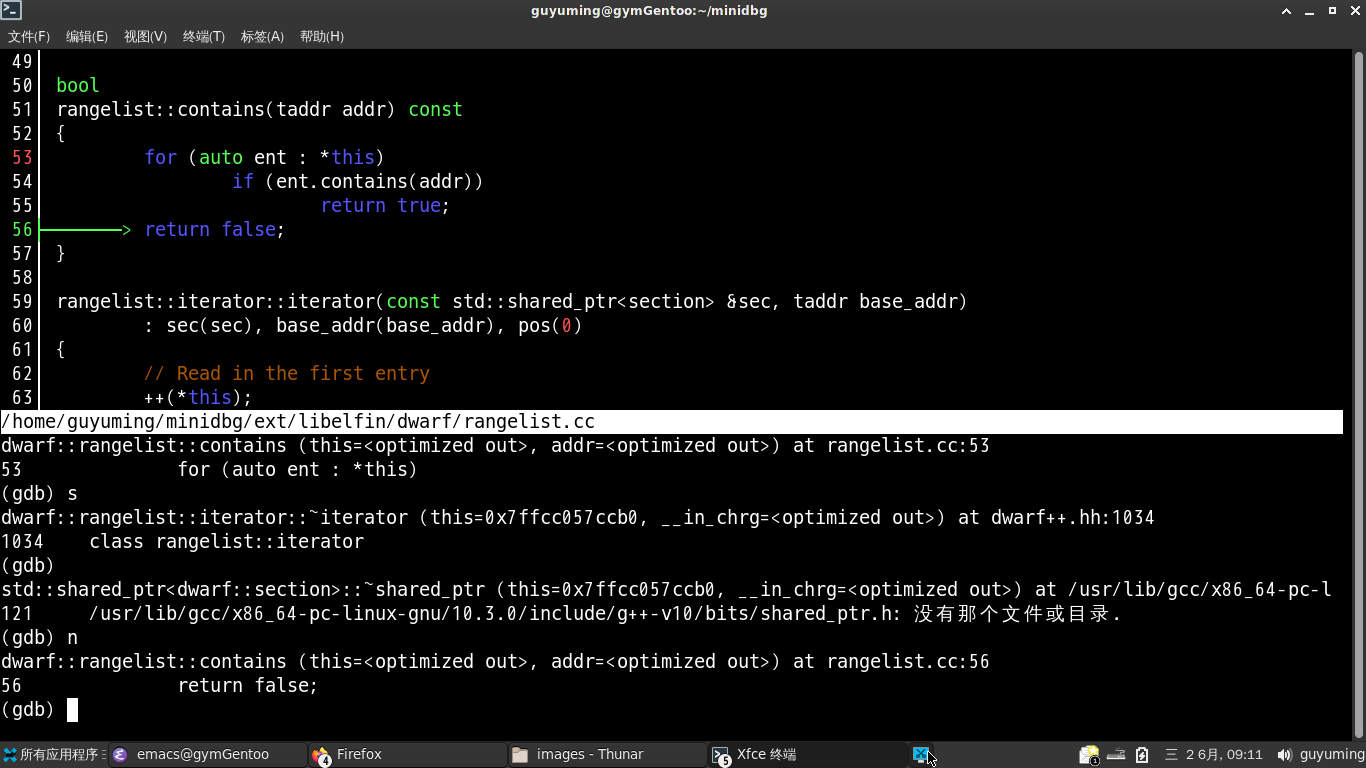 guyuming@gymGentoo:~/minidbg
文件(F) 编辑(E) 视图(V) 终端(T) 标签(A) 帮助(H)
49
50 bool
51 rangelist::contains(taddr addr) const
52 {
53         for (auto ent : *this)
54                 if (ent.contains(addr))
55                         return true;
56 ────────> return false;
57 }
58
59 rangelist::iterator::iterator(const std::shared_ptr<section> &sec, taddr base_addr)
60         : sec(sec), base_addr(base_addr), pos(0)
61 {
62         // Read in the first entry
63         ++(*this);
/home/guyuming/minidbg/ext/libelfin/dwarf/rangelist.cc
dwarf::rangelist::contains (this=<optimized out>, addr=<optimized out>) at rangelist.cc:53
53              for (auto ent : *this)
(gdb) s
dwarf::rangelist::iterator::~iterator (this=0x7ffcc057ccb0, __in_chrg=<optimized out>) at dwarf++.hh:1034
1034    class rangelist::iterator
(gdb)
std::shared_ptr<dwarf::section>::~shared_ptr (this=0x7ffcc057ccb0, __in_chrg=<optimized out>) at /usr/lib/gcc/x86_64-pc-l
121     /usr/lib/gcc/x86_64-pc-linux-gnu/10.3.0/include/g++-v10/bits/shared_ptr.h: 没有那个文件或目录.
(gdb) n
dwarf::rangelist::contains (this=<optimized out>, addr=<optimized out>) at rangelist.cc:56
56              return false;
(gdb)
所有应用程序 emacs@gymGentoo 4 Firefox images - Thunar 5 Xfce 终端 1 三 2 6月, 09:11 guyuming